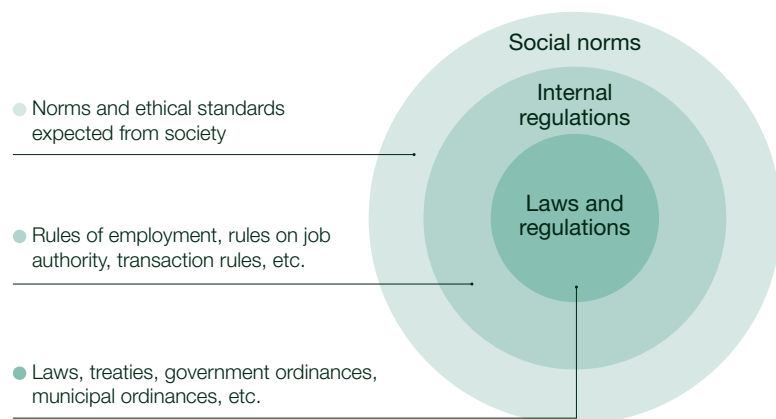 Social norms
Internal
regulations
Laws and
regulations
Norms and ethical standards
expected from society
Rules of employment, rules on job
authority, transaction rules, etc.
Laws, treaties, government ordinances,
municipal ordinances, etc.